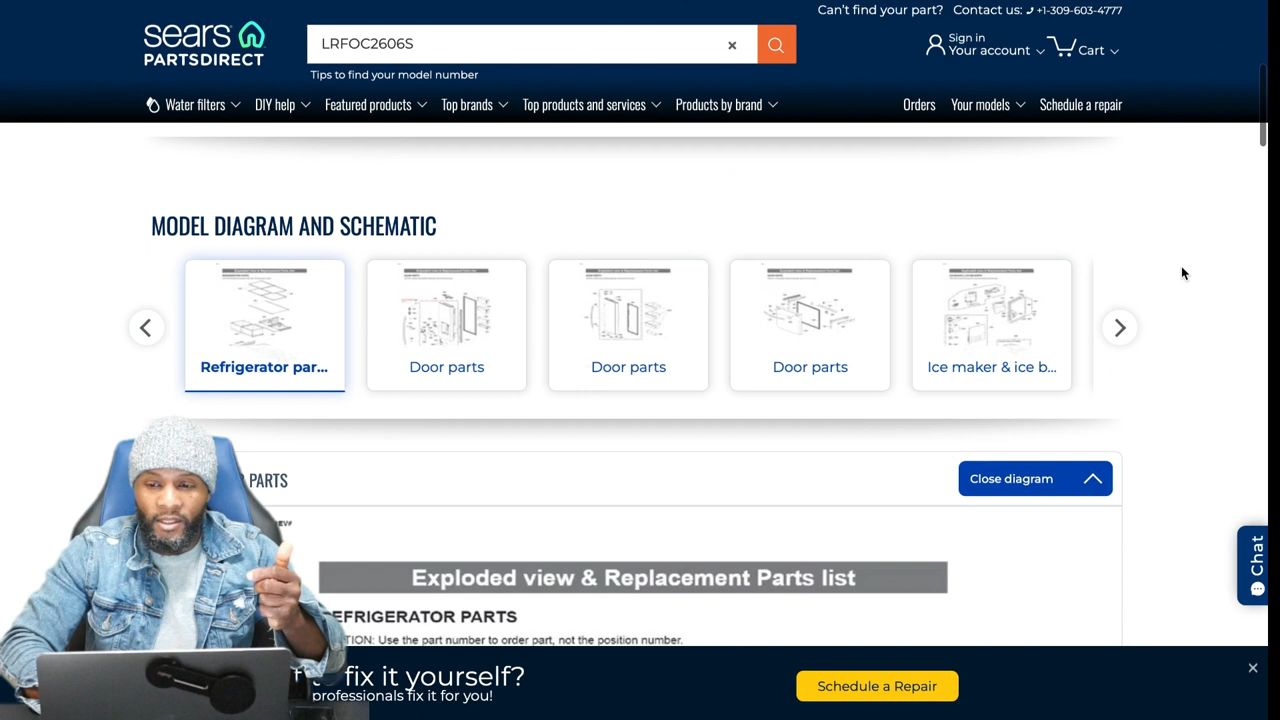 Can't find your part? Contact us: +1-309-603-4777
sears
PARTSDIRECT
LRFOC2606S
Sign in
Your account
Cart
Tips to find your model number
Water filters
DIY help
Featured products
Top brands
Top products and services
Products by brand
Orders
Your models
Schedule a repair
MODEL DIAGRAM AND SCHEMATIC
Refrigerator par...
Door parts
Door parts
Door parts
Ice maker & ice b...
PARTS
Close diagram
Exploded view & Replacement Parts list
EFRIGERATOR PARTS
TION: Use the part number to order part, not the position number.
fix it yourself?
professionals fix it for you!
Schedule a Repair
Chat